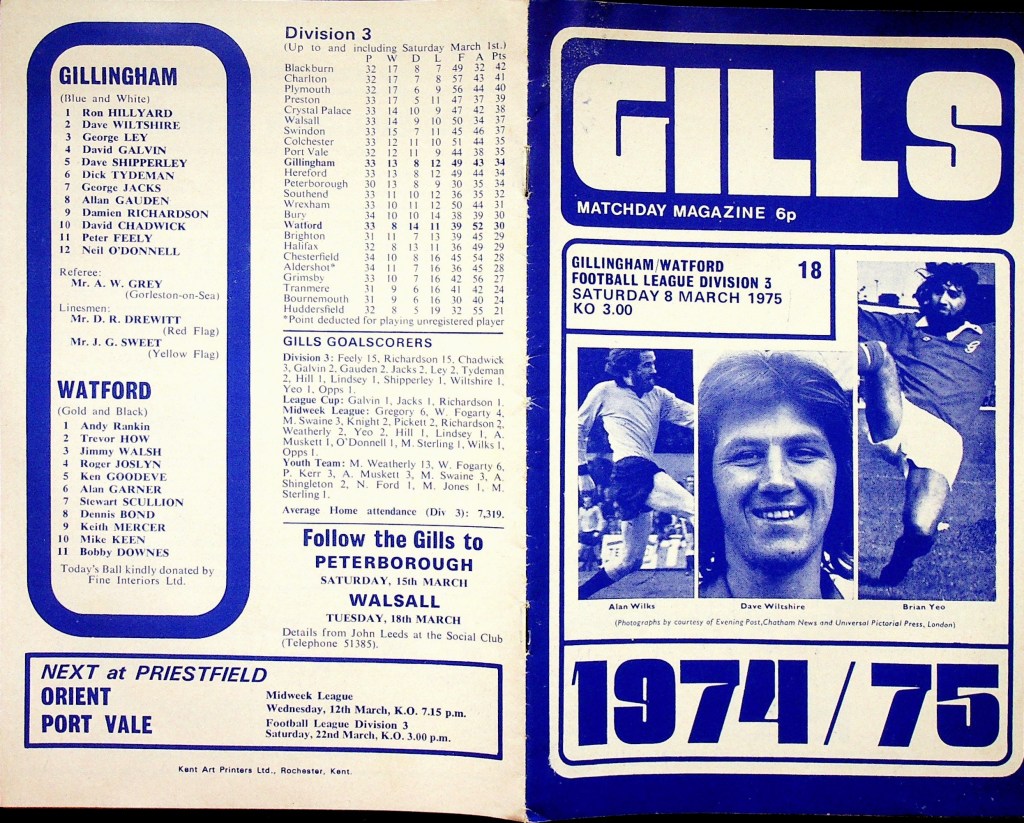 GILLINGHAM
(Blue and White)
1 Ron HILLYARD
2 Dave WILTSHIRE
3 George LEY
4 David GALVIN
5 Dave SHIPPERLEY
6 Dick TYDEMAN
7 George JACKS
8 Allan GAUDEN
9 Damien RICHARDSON
10 David CHADWICK
11 Peter FEELY
12 Neil O'DONNELL
Referee:
Mr. A. W. GREY
(Gorleston-on-Sea)
Linesmen:
Mr. D. R. DREWITT
(Red Flag)
Mr. J. G. SWEET
(Yellow Flag)
WATFORD
(Gold and Black)
1 Andy Rankin
2 Trevor HOW
3 Jimmy WALSH
4 Roger JOSLYN
5 Ken GOODEVE
6 Alan GARNER
7 Stewart SCULLION
8 Dennis BOND
9 Keith MERCER
10 Mike KEEN
11 Bobby DOWNES
Today's Ball kindly donated by
Fine Interiors Ltd.
Division 3
(Up to and including Saturday March 1st.)
P W D L F A Pts
Blackburn 32 17 8 7 49 32 42
Charlton 32 17 7 8 57 43 41
Plymouth 32 17 6 9 56 44 40
Preston 33 17 5 11 47 37 39
Crystal Palace 33 14 10 9 47 42 38
Walsall 33 14 9 10 50 34 37
Swindon 33 15 7 11 45 46 37
Colchester 33 12 11 10 51 44 35
Port Vale 32 12 11 9 44 38 35
Gillingham 33 13 8 12 49 43 34
Hereford 33 13 8 12 49 44 34
Peterborough 30 13 8 9 30 35 34
Southend 33 11 10 12 36 35 32
Wrexham 33 10 11 12 50 44 31
Bury 34 10 10 14 38 39 30
Watford 33 8 14 11 39 52 30
Brighton 31 11 7 13 39 45 29
Halifax 32 8 13 11 36 49 29
Chesterfield 34 10 8 16 45 54 28
Aldershot* 34 11 7 16 36 45 28
Grimsby 33 10 7 16 42 56 27
Tranmere 31 9 6 16 41 42 24
Bournemouth 31 9 6 16 30 40 24
Huddersfield 32 8 5 19 32 55 21
*Point deducted for playing unregistered player
GILLS GOALSCORERS
Division 3: Feely 15, Richardson 15, Chadwick
3, Galvin 2, Gauden 2, Jacks 2, Ley 2, Tydeman
2, Hill 1, Lindsey 1, Shipperley 1, Wiltshire 1,
Yeo 1, Opps 1.
League Cup: Galvin 1, Jacks 1, Richardson 1.
Midweek League: Gregory 6, W. Fogarty 4,
M. Swaine 3, Knight 2, Pickett 2, Richardson 2,
Weatherly 2, Yeo 2, Hill 1, Lindsey 1, A.
Muskett 1, O'Donnell 1, M. Sterling 1, Wilks 1,
Opps 1.
Youth Team: M. Weatherly 13, W. Fogarty 6,
P. Kerr 3, A. Muskett 3, M. Swaine 3, A.
Shingleton 2, N. Ford 1, M. Jones 1, M.
Sterling 1.
Average Home attendance (Div 3): 7,319.
Follow the Gills to
PETERBOROUGH
SATURDAY, 15th MARCH
WALSALL
TUESDAY, 18th MARCH
Details from John Leeds at the Social Club
(Telephone 51385).
NEXT at PRIESTFIELD
ORIENT
Midweek League
Wednesday, 12th March, K.O. 7.15 p.m.
PORT VALE
Football League Division 3
Saturday, 22nd March, K.O. 3.00 p.m.
Kent Art Printers Ltd., Rochester, Kent.
GILLS
MATCHDAY MAGAZINE 6p
GILLINGHAM/WATFORD 18
FOOTBALL LEAGUE DIVISION 3
SATURDAY 8 MARCH 1975
KO 3.00
Alan Wilks
Dave Wiltshire
Brian Yeo
(Photographs by courtesy of Evening Post, Chatham News and Universal Pictorial Press, London)
1974/75